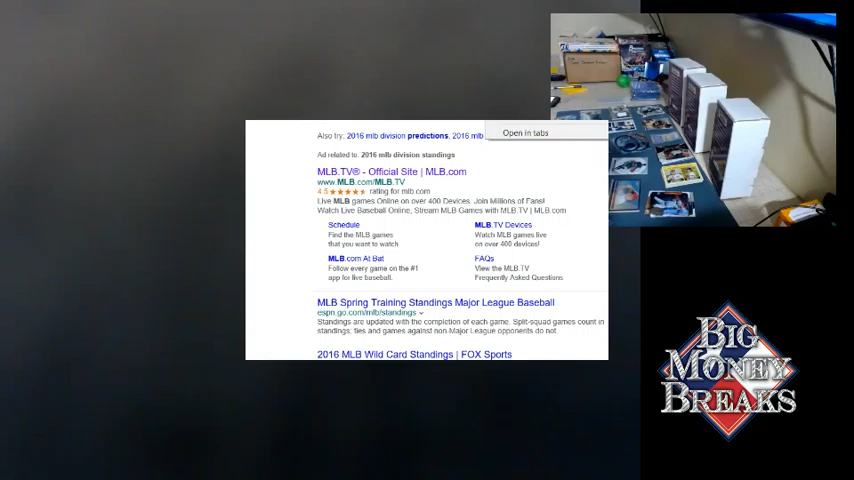 Also try: 2016 mlb division predictions, 2016 mlb
Open in tabs
Ad related to: 2016 mlb division standings
MLB.TV® - Official Site | MLB.com
www.MLB.com/MLB.TV
4.5 ★★★★★ rating for mlb.com
Live MLB games Online on over 400 Devices. Join Millions of Fans!
Watch Live Baseball Online, Stream MLB Games with MLB.TV | MLB.com
Schedule
Find the MLB games
that you want to watch
MLB.TV Devices
Watch MLB games live
on over 400 devices!
MLB.com At Bat
Follow every game on the #1
app for live baseball.
FAQs
View the MLB.TV
Frequently Asked Questions
MLB Spring Training Standings Major League Baseball
espn.go.com/mlb/standings
Standings are updated with the completion of each game. Split-squad games count in
standings; ties and games against non-Major League opponents do not.
2016 MLB Wild Card Standings | FOX Sports
BIG
MONEY
BREAKS